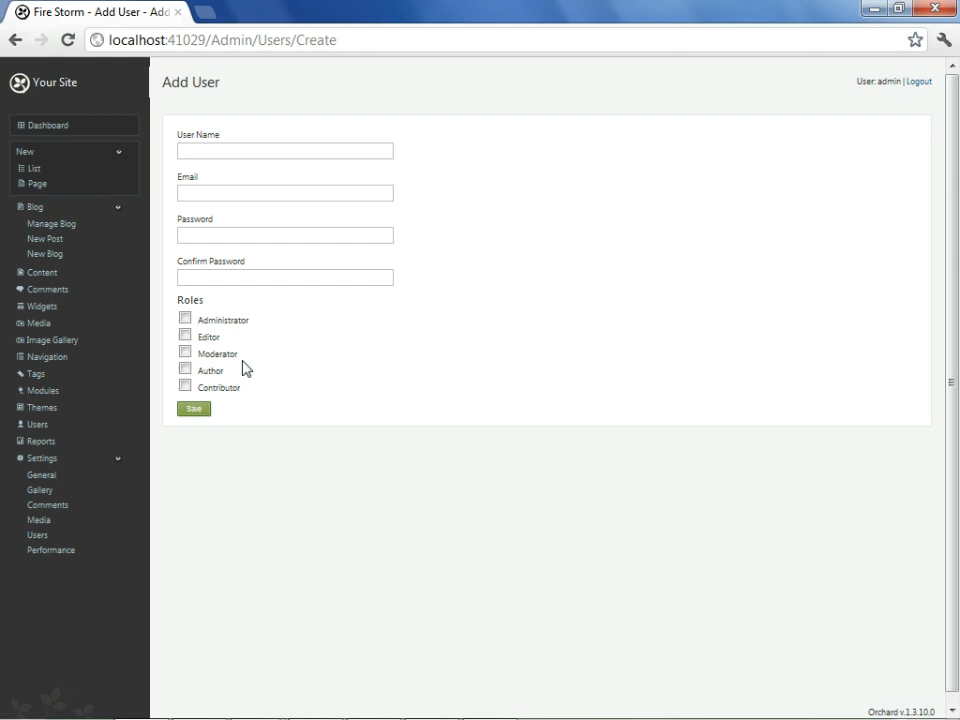 Fire Storm - Add User - Add
localhost:41029/Admin/Users/Create
Your Site
Add User
User: admin | Logout
Dashboard
New
List
Page
Blog
Manage Blog
New Post
New Blog
Content
Comments
Widgets
Media
Image Gallery
Navigation
Tags
Modules
Themes
Users
Reports
Settings
General
Gallery
Comments
Media
Users
Performance
User Name
Email
Password
Confirm Password
Roles
Administrator
Editor
Moderator
Author
Contributor
Save
Orchard v.1.3.10.0